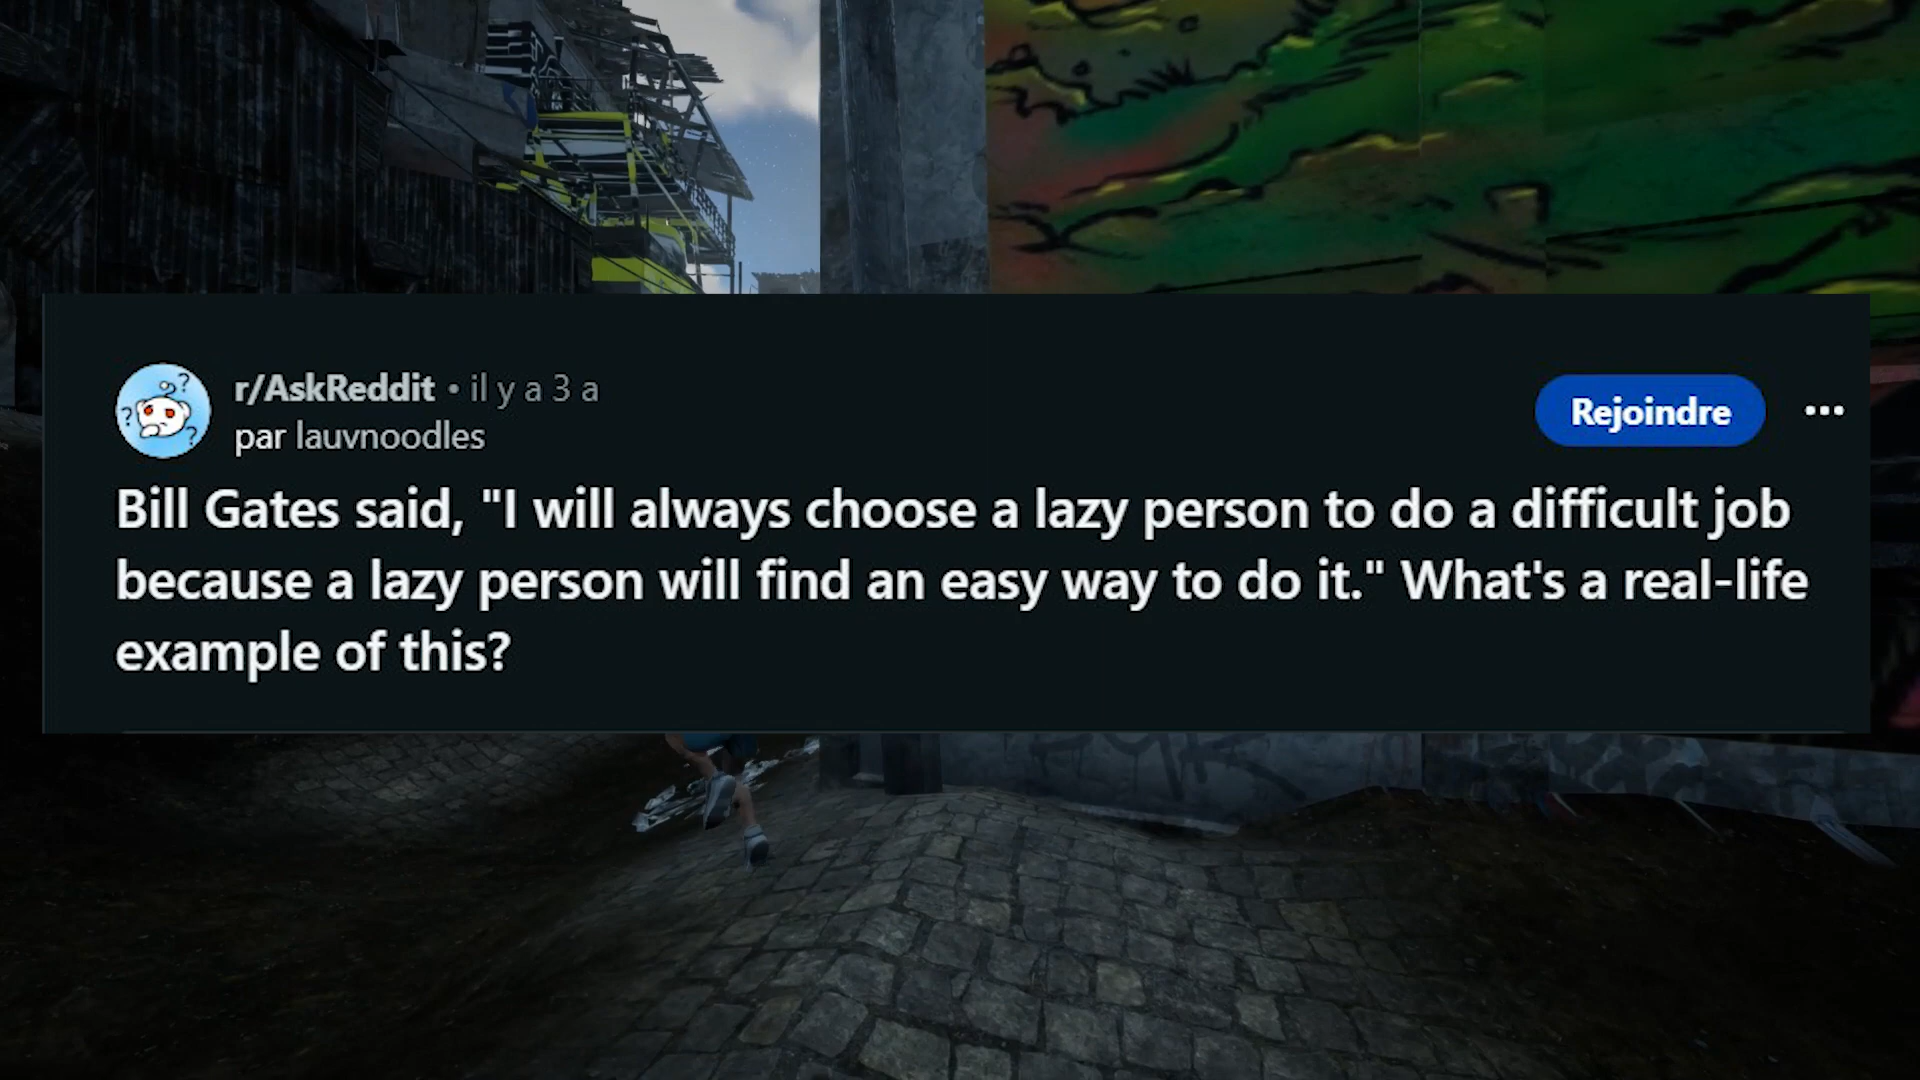 r/AskReddit • il y a 3 a
par lauvnoodles
Rejoindre
Bill Gates said, "I will always choose a lazy person to do a difficult job
because a lazy person will find an easy way to do it." What's a real-life
example of this?